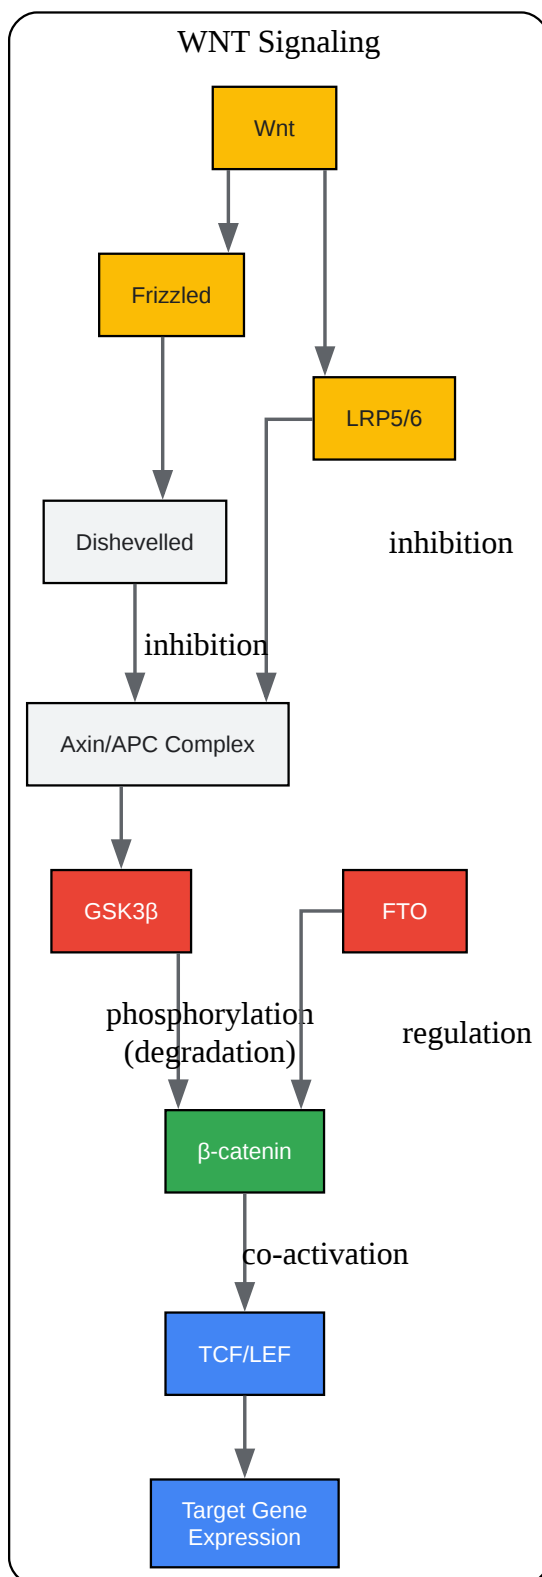 WNT Signaling
Wnt
Frizzled
LRP5/6
Dishevelled
inhibition
inhibition
Axin/APC Complex
GSK3β
FTO
phosphorylation
(degradation)
regulation
β-catenin
co-activation
TCF/LEF
Target Gene
Expression